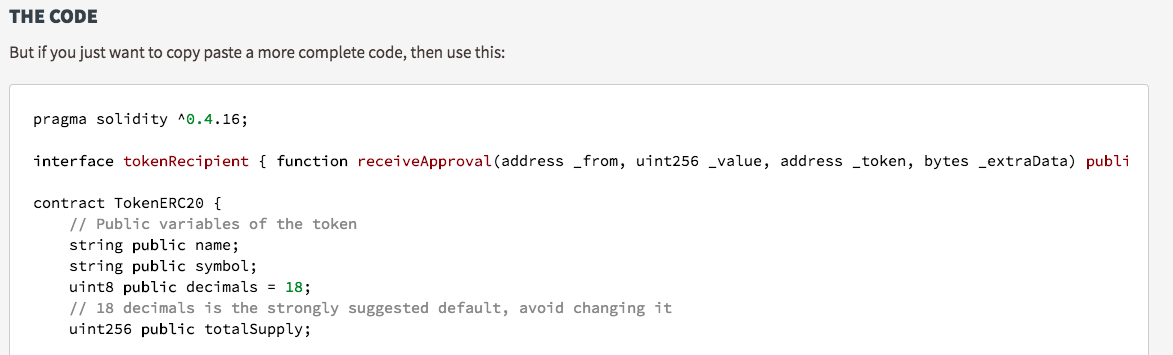 THE CODE
But if you just want to copy paste a more complete code, then use this:
pragma solidity ^0.4.16;
interface tokenRecipient { function receiveApproval(address _from, uint256 _value, address _token, bytes _extraData) publi
contract TokenERC20 {
    // Public variables of the token
    string public name;
    string public symbol;
    uint8 public decimals = 18;
    // 18 decimals is the strongly suggested default, avoid changing it
    uint256 public totalSupply;